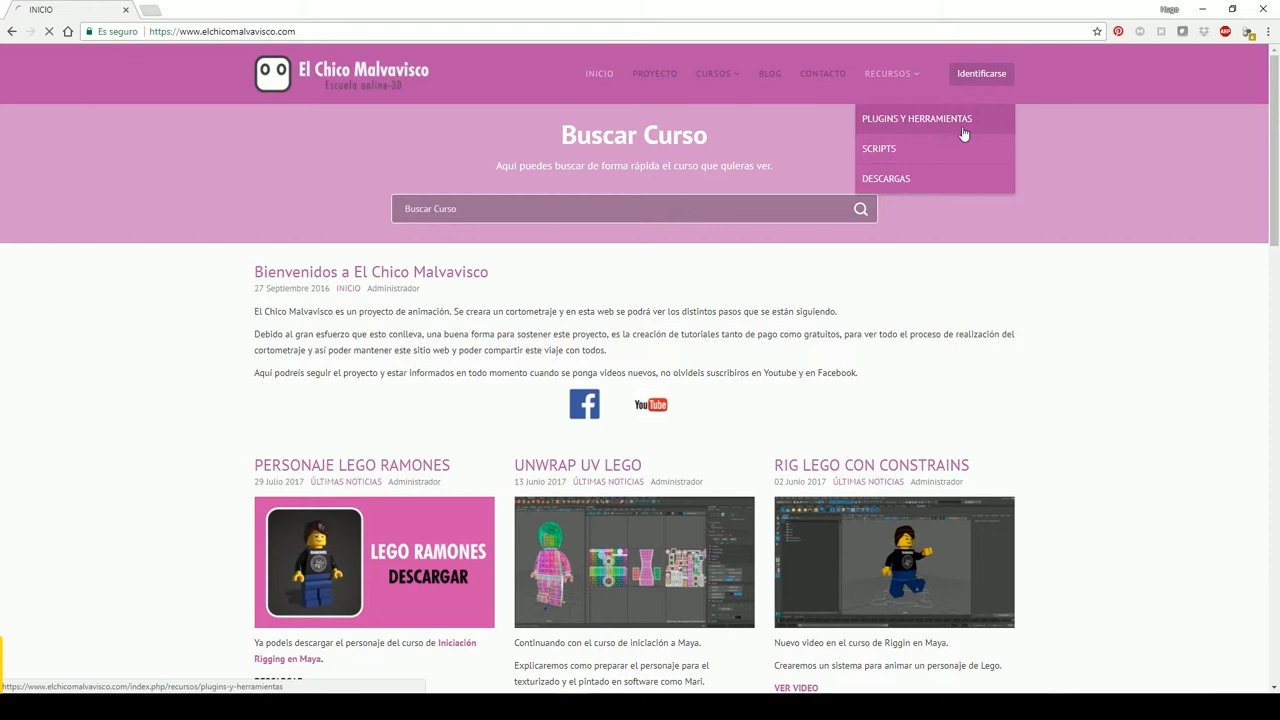 INICIO
Hugo
Es seguro
https://www.elchicomalvavisco.com
ABP
4
El Chico Malvavisco
Escuela online-3D
INICIO PROYECTO CURSOS BLOG CONTACTO RECURSOS Identificarse
PLUGINS Y HERRAMIENTAS
SCRIPTS
DESCARGAS
Buscar Curso
Aquí puedes buscar de forma rápida el curso que quieras ver.
Buscar Curso
Bienvenidos a El Chico Malvavisco
27 Septiembre 2016 INICIO Administrador
El Chico Malvavisco es un proyecto de animación. Se creara un cortometraje y en esta web se podrá ver los distintos pasos que se están siguiendo.
Debido al gran esfuerzo que esto conlleva, una buena forma para sostener este proyecto, es la creación de tutoriales tanto de pago como gratuitos, para ver todo el proceso de realización del
cortometraje y así poder mantener este sitio web y poder compartir este viaje con todos.
Aquí podreis seguir el proyecto y estar informados en todo momento cuando se ponga videos nuevos, no olvideis suscribiros en Youtube y en Facebook.
You Tube
PERSONAJE LEGO RAMONES
29 Julio 2017 ÚLTIMAS NOTICIAS Administrador
RAMONES
LEGO RAMONES
DESCARGAR
Ya podeis descargar el personaje del curso de Iniciación
Rigging en Maya.
UNWRAP UV LEGO
13 Junio 2017 ÚLTIMAS NOTICIAS Administrador
Continuando con el curso de iniciación a Maya.
Explicaremos como preparar el personaje para el
texturizado y el pintado en software como Mari.
RIG LEGO CON CONSTRAINS
02 Junio 2017 ÚLTIMAS NOTICIAS Administrador
Nuevo video en el curso de Riggin en Maya.
Crearemos un sistema para animar un personaje de Lego.
VER VIDEO
https://www.elchicomalvavisco.com/index.php/recursos/plugins-y-herramientas